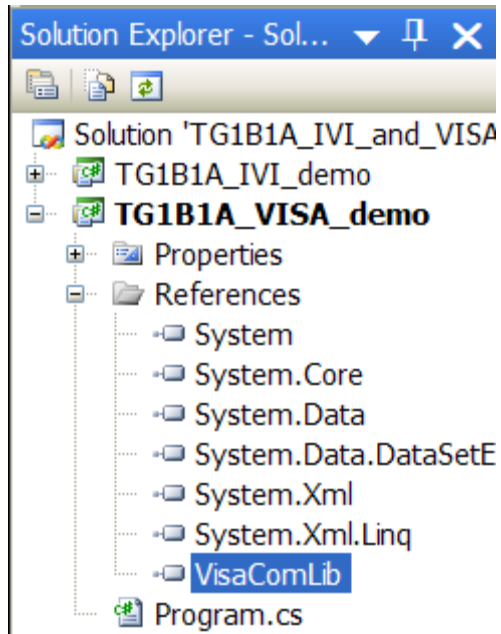 Solution Explorer - Sol...
Solution 'TG1B1A_IVI_and_VISA
TG1B1A_IVI_demo
TG1B1A_VISA_demo
Properties
References
System
System.Core
System.Data
System.Data.DataSetE
System.Xml
System.Xml.Linq
VisaComLib
Program.cs